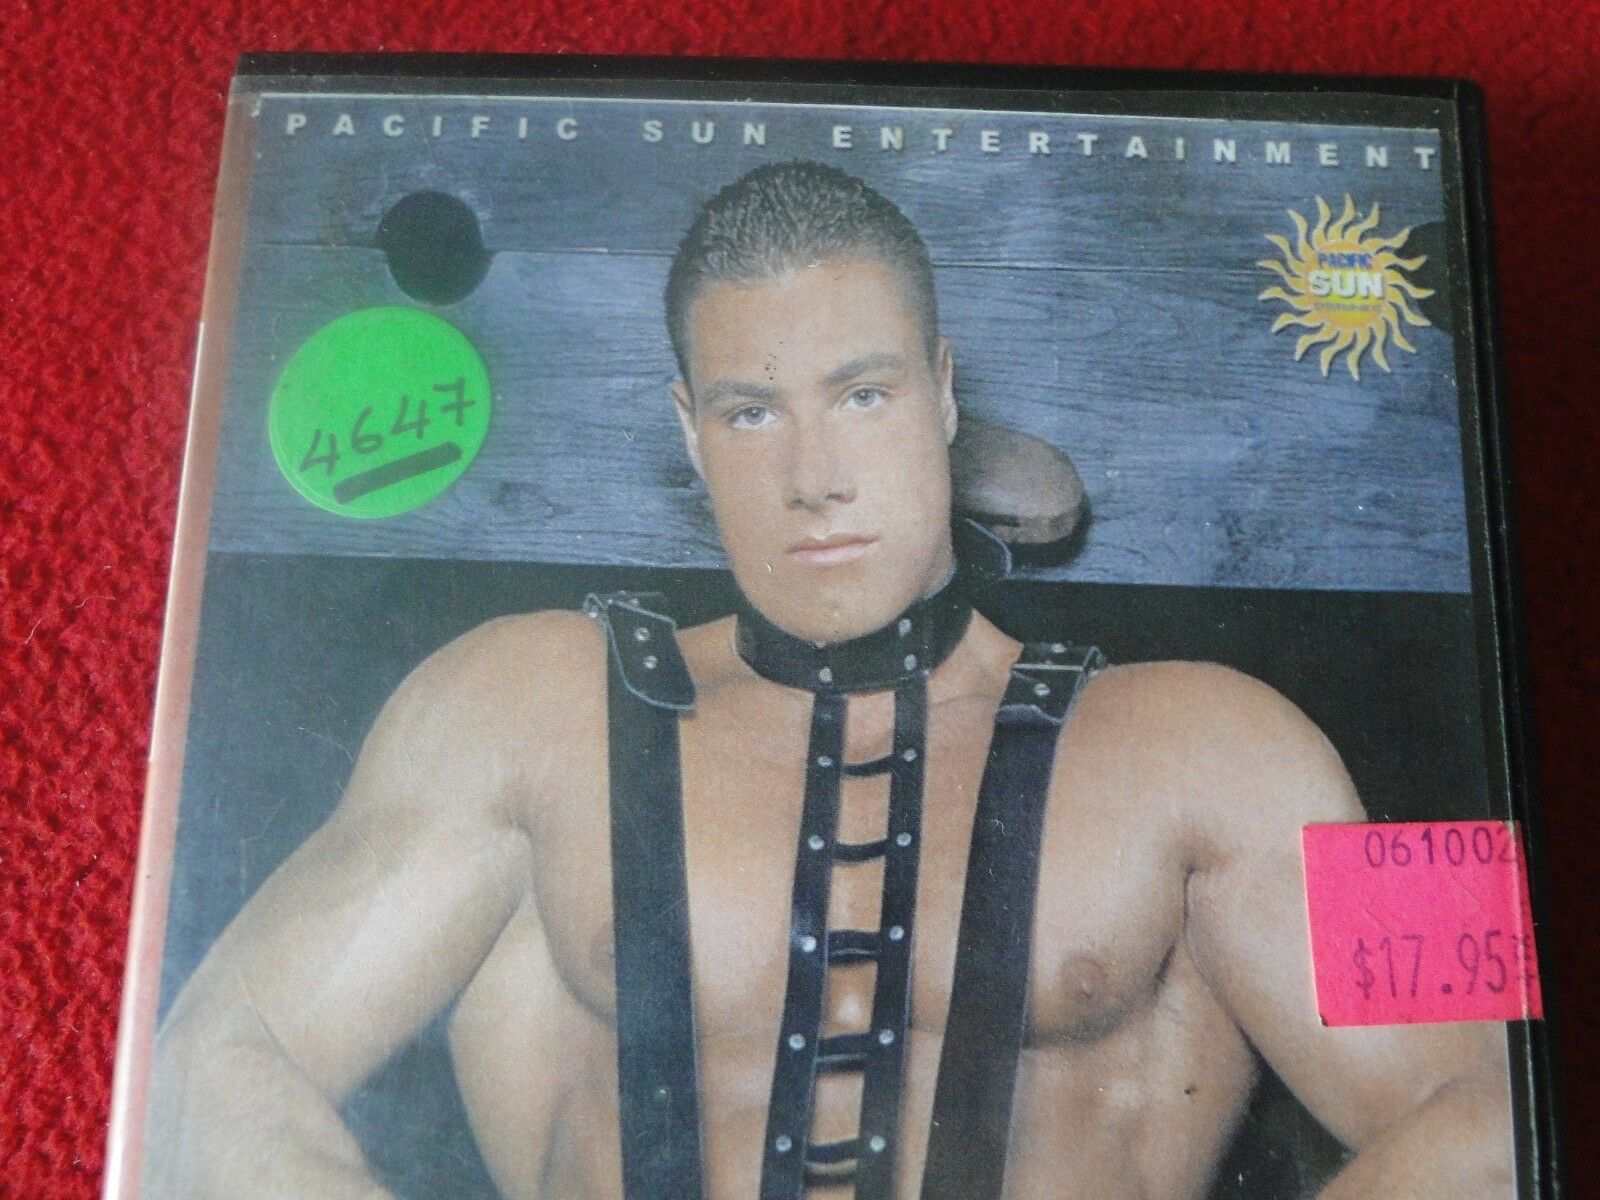 PACIFIC SUN ENTERTAINMENT
PACIFIC
SUN
4647
061002
$17.95